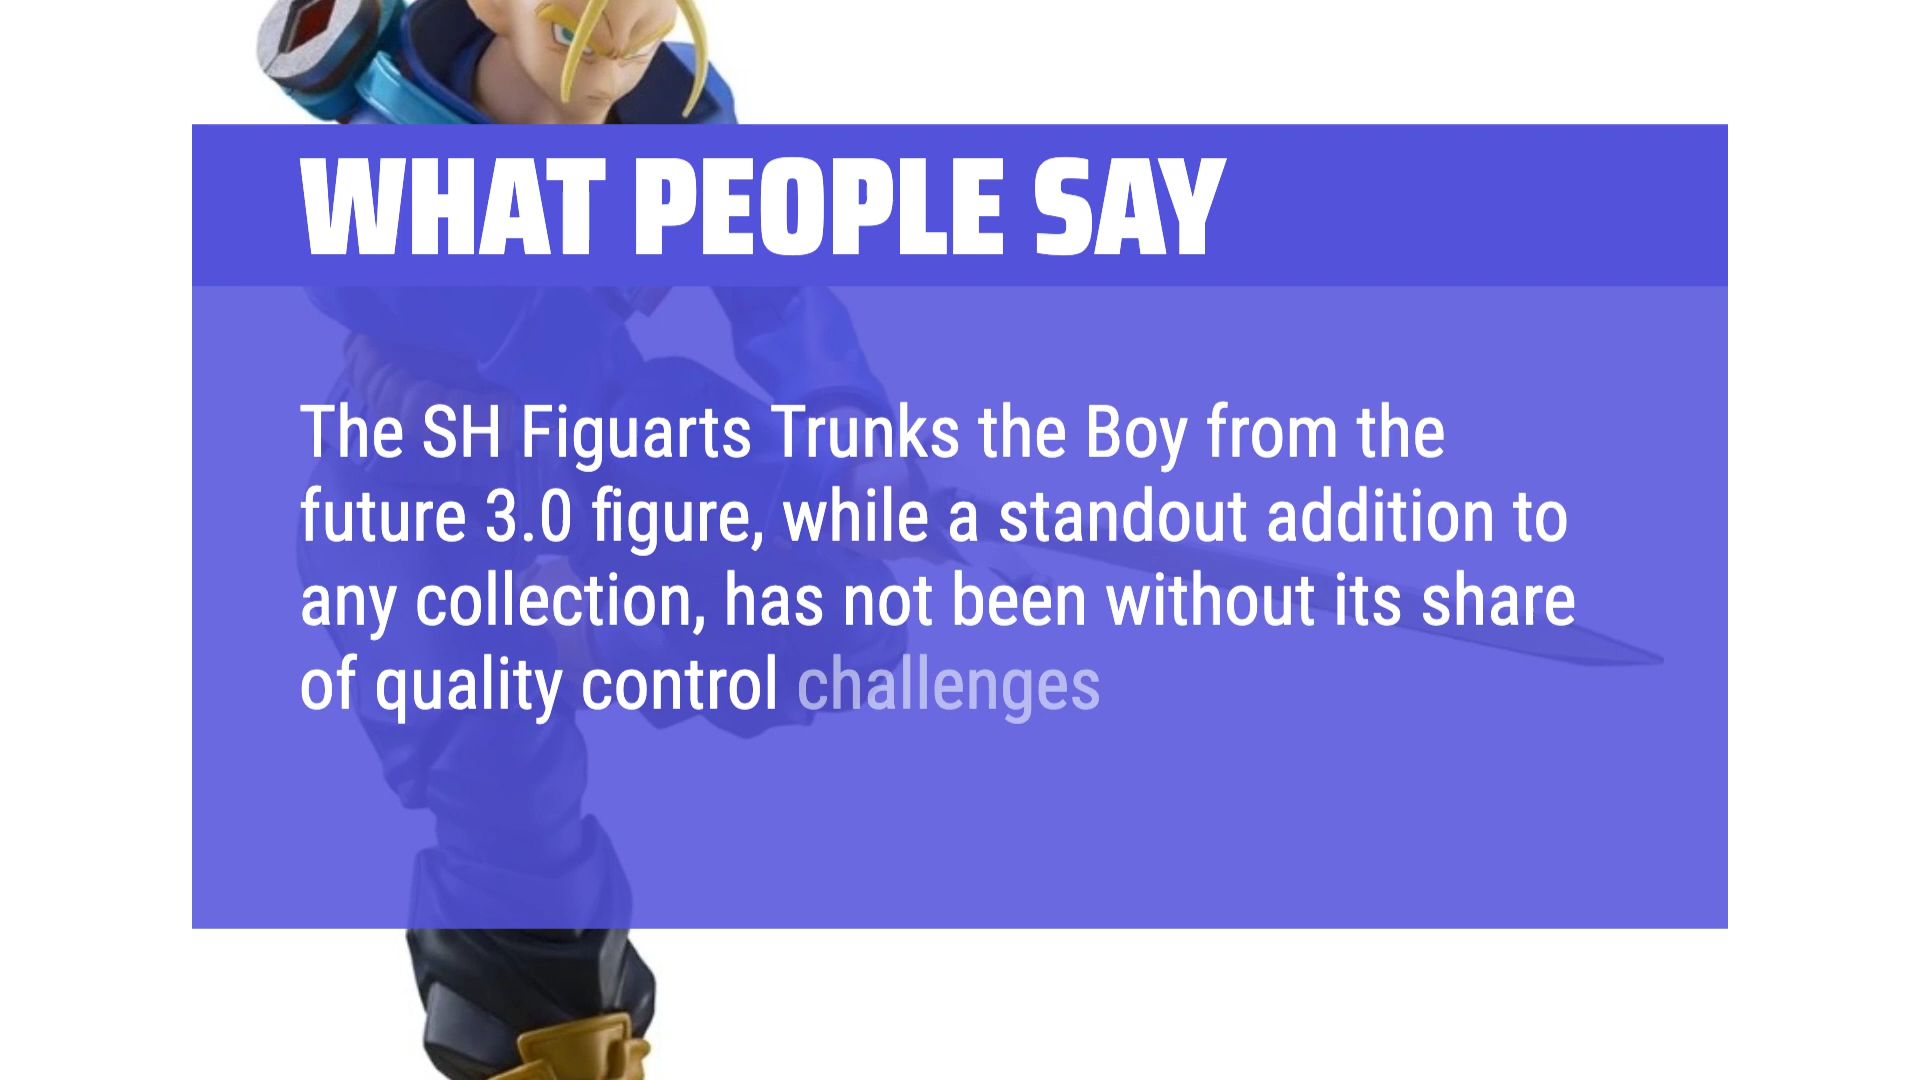 WHAT PEOPLE SAY
The SH Figuarts Trunks the Boy from the
future 3.0 figure, while a standout addition to
any collection, has not been without its share
of quality control challenges